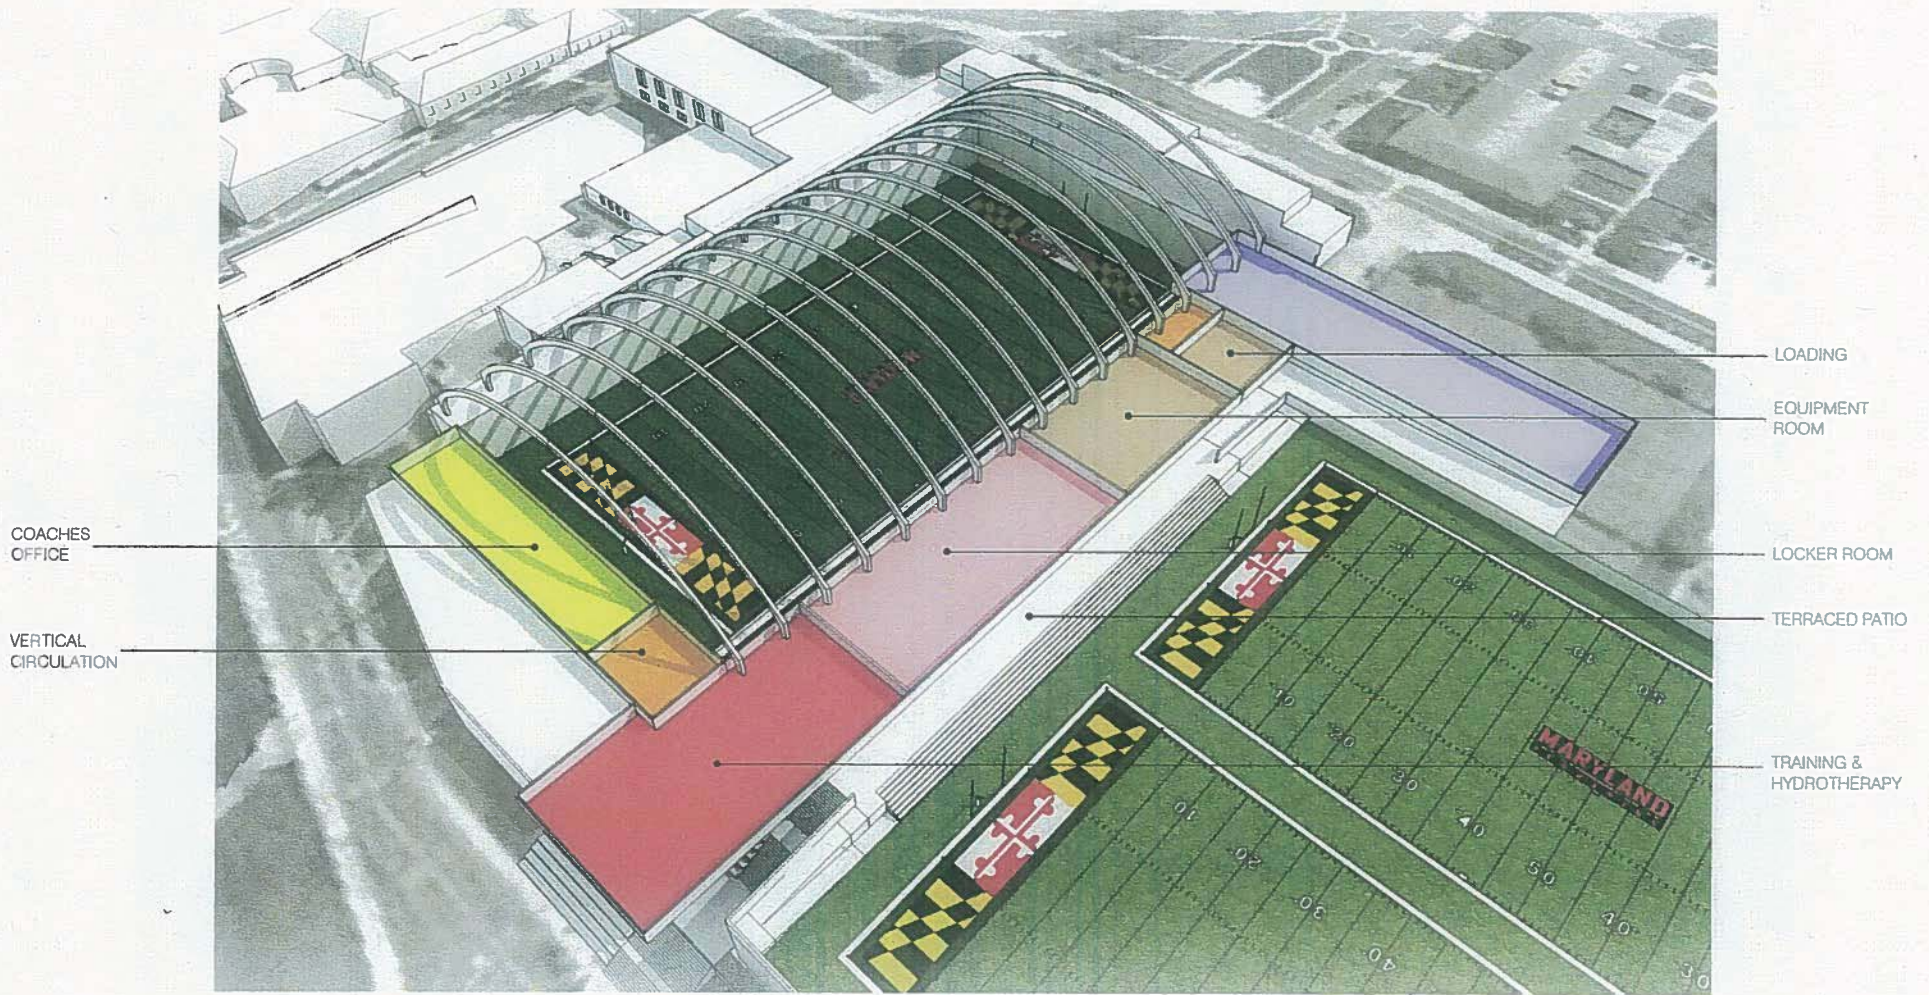 LOADING
EQUIPMENT
ROOM
COACHES
OFFICE
LOCKER ROOM
TERRACED PATIO
VERTICAL
CIRCULATION
TRAINING &
HYDROTHERAPY
MARYLAND
10
20
30
40
50
40
30
10
20
30
40